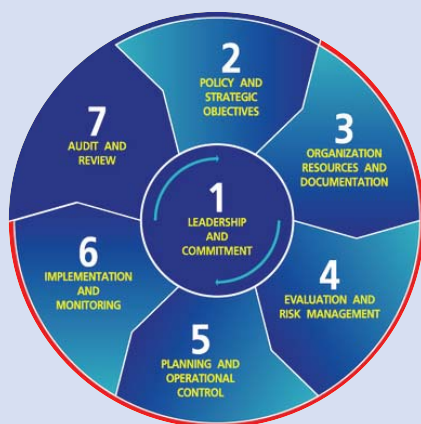 1
LEADERSHIP
AND
COMMITMENT
2
POLICY AND
STRATEGIC
OBJECTIVES
3
ORGANIZATION
RESOURCES AND
DOCUMENTATION
4
EVALUATION AND
RISK MANAGEMENT
5
PLANNING AND
OPERATIONAL
CONTROL
6
IMPLEMENTATION
AND
MONITORING
7
AUDIT AND
REVIEW